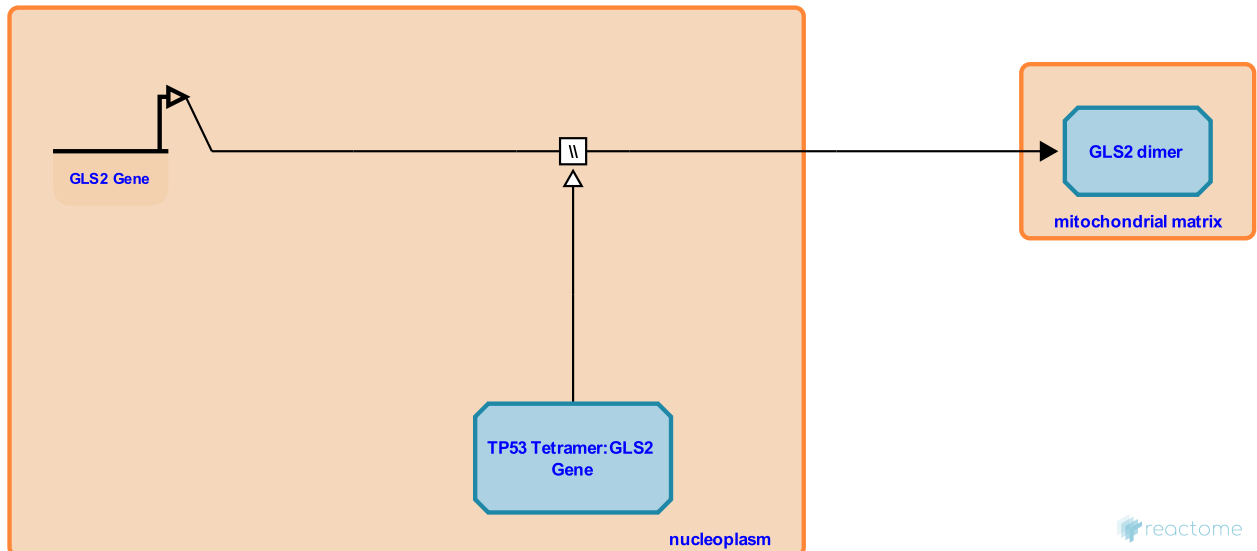 GLS2 Gene
\\
GLS2 dimer
mitochondrial matrix
TP53 Tetramer:GLS2
Gene
nucleoplasm
reactome